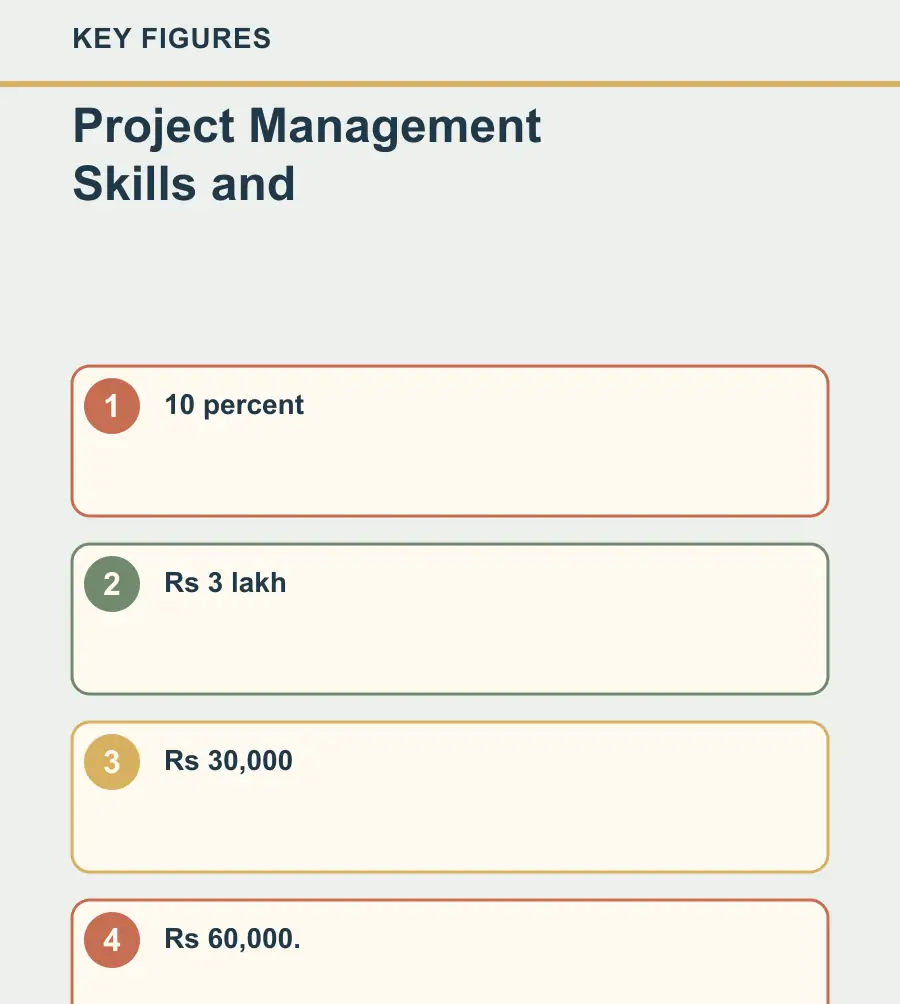 KEY FIGURES
Project Management
Skills and
1 10 percent
2 Rs 3 lakh
3 Rs 30,000
4 Rs 60,000.